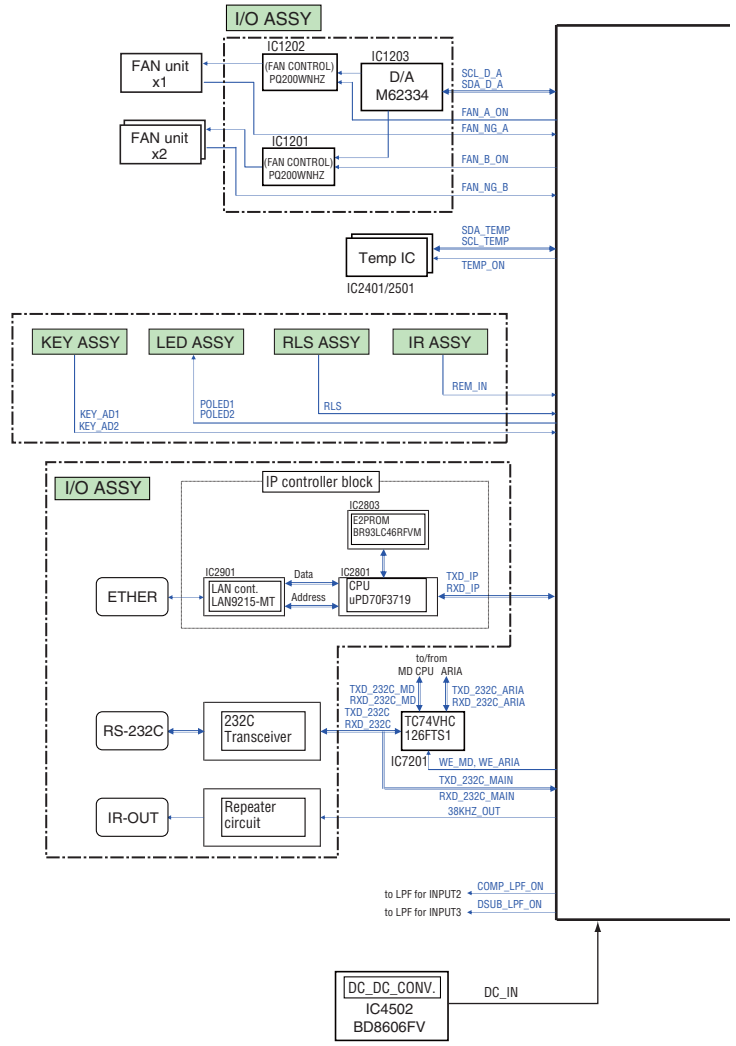 I/O ASSY
IC1202
(FAN CONTROL)
PQ200WNHZ
IC1203
D/A
M62334
FAN unit
x1
SCL_D_A
SDA_D_A
FAN_A_ON
FAN_NG_A
FAN unit
x2
IC1201
(FAN CONTROL)
PQ200WNHZ
FAN_B_ON
FAN_NG_B
SDA_TEMP
SCL_TEMP
Temp IC
TEMP_ON
IC2401/2501
KEY ASSY
LED ASSY
RLS ASSY
IR ASSY
REM_IN
KEY_AD1
KEY_AD2
POLED1
POLED2
RLS
I/O ASSY
IP controller block
IC2803
E2PROM
BR93LC46RFVM
IC2901
LAN cont.
LAN9215-MT
Data
Address
IC2801
CPU
uPD70F3719
TXD_IP
RXD_IP
ETHER
to/from
MD CPU ARIA
TXD_232C_MD
RXD_232C_MD
TXD_232C_ARIA
RXD_232C_ARIA
TXD_232C
RXD_232C
RS-232C
232C
Transceiver
TC74VHC
126FTS1
IC7201
WE_MD, WE_ARIA
TXD_232C_MAIN
RXD_232C_MAIN
IR-OUT
Repeater
circuit
38KHZ_OUT
to LPF for INPUT2
COMP_LPF_ON
to LPF for INPUT3
DSUB_LPF_ON
DC_DC_CONV.
IC4502
BD8606FV
DC_IN